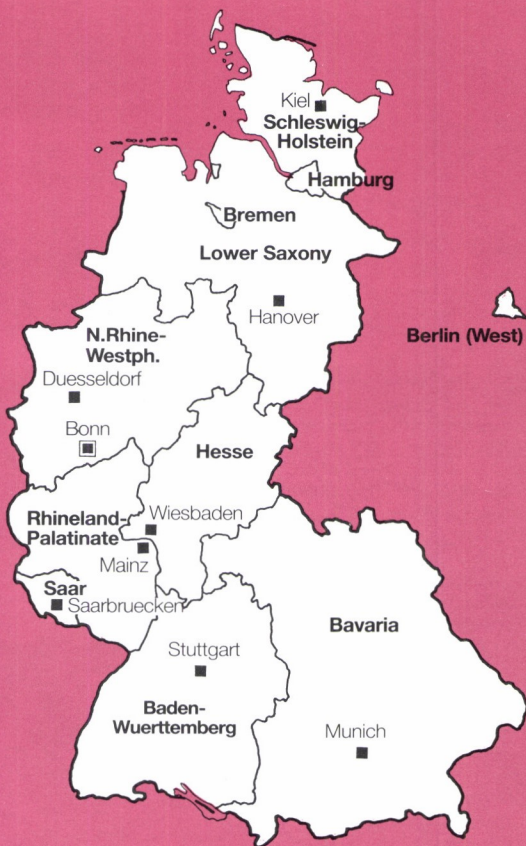 Kiel
Schleswig-
Holstein
Hamburg
Bremen
Lower Saxony
Hanover
Berlin (West)
N.Rhine-
Westph.
Duesseldorf
Bonn
Hesse
Rhineland-
Palatinate
Wiesbaden
Mainz
Saar
Saarbruecken
Bavaria
Stuttgart
Baden-
Wuerttemberg
Munich